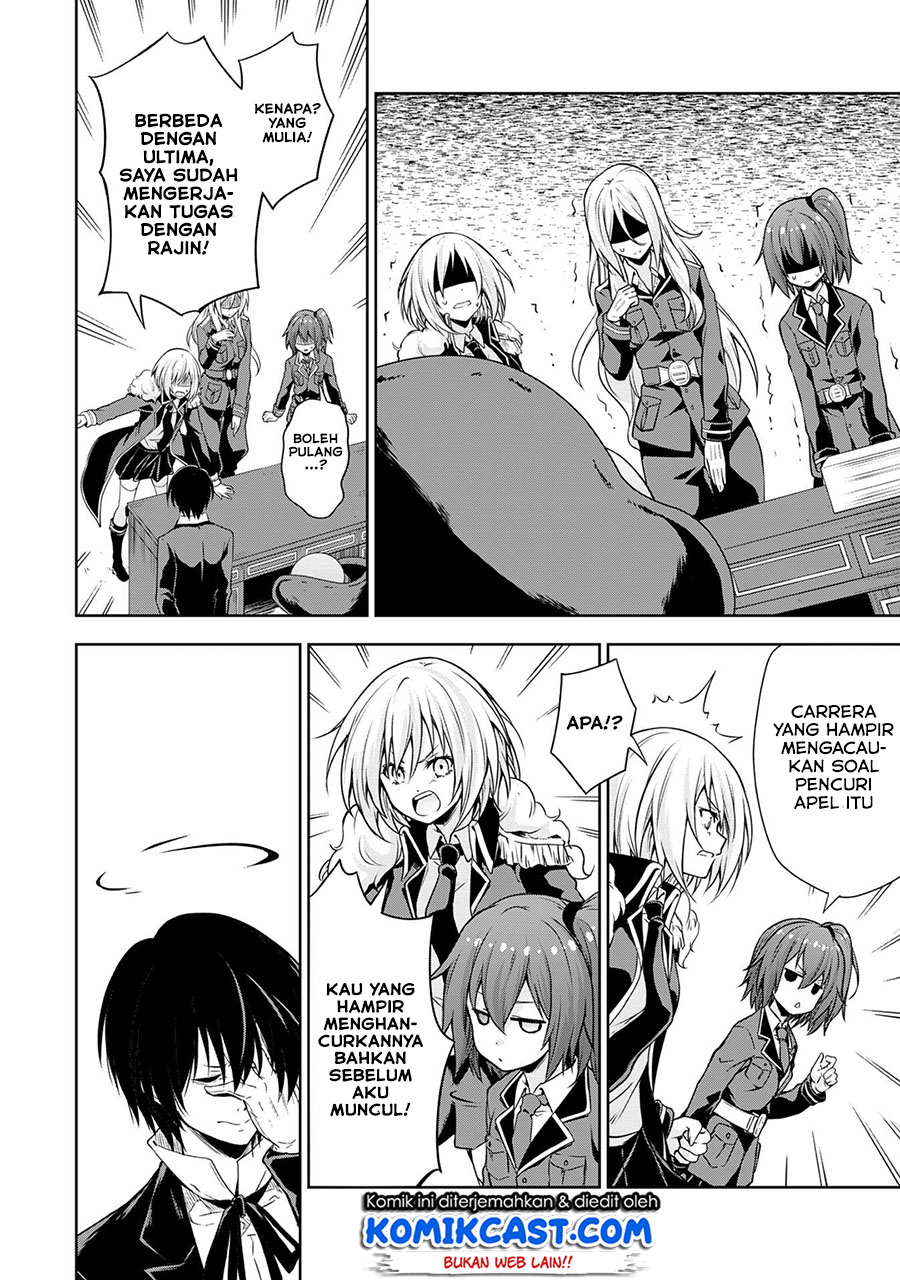 KENAPA?
YANG
MULIA!
BERBEDA
DENGAN
ULTIMA,
SAYA SUDAH
MENGERJA-
KAN TUGAS
DENGAN
RAJIN!
BOLEH
PULANG
...?
CARRERA
YANG HAMPIR
MENGACAU-
KAN SOAL
PENCURI
APEL ITU
APA!?
KAU YANG
HAMPIR
MENGHAN-
CURKANNYA
BAHKAN
SEBELUM
AKU
MUNCUL!
Komik ini diterjemahkan & diedit oleh
KOMIKCAST.COM
BUKAN WEB LAIN!!